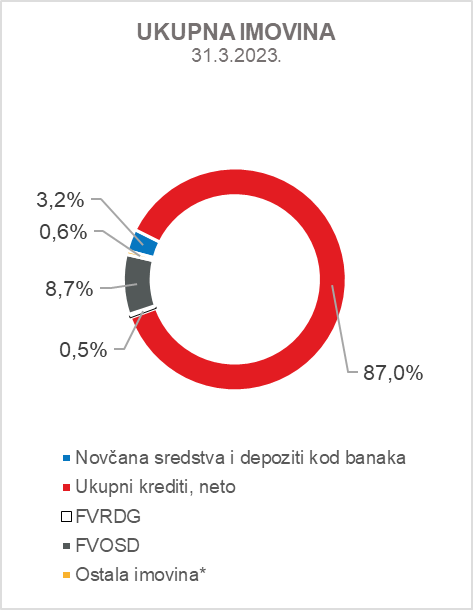 UKUPNA IMOVINA
31.3.2023.
3,2%
0,6%
8,7%
0,5%
87,0%
Novčana sredstva i depoziti kod banaka
Ukupni krediti, neto
FVRDG
FVOSD
Ostala imovina*